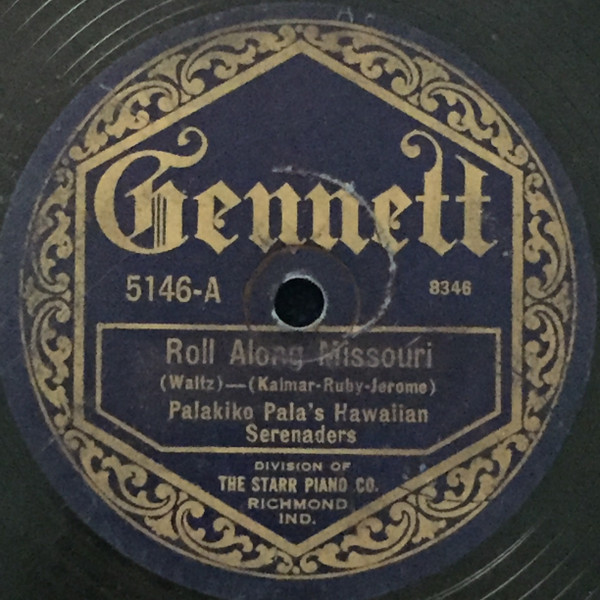 Gennett
5146-A 8346
Roll Along Missouri
(Waltz)—(Kalmar-Ruby-Jerome)
Palakiko Pala's Hawaiian
Serenaders
DIVISION OF
THE STARR PIANO CO.
RICHMOND
IND.